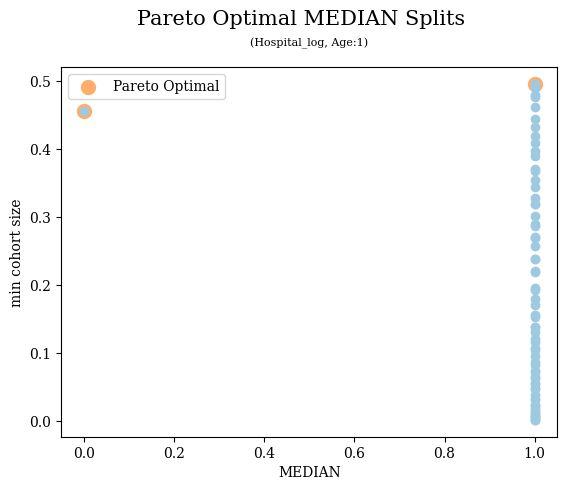 Pareto Optimal MEDIAN Splits
(Hospital_log, Age:1)
Pareto Optimal
0.5
0.4
0.3
0.2
0.1
0.0
min cohort size
0.0 0.2 0.4 0.6 0.8 1.0
MEDIAN